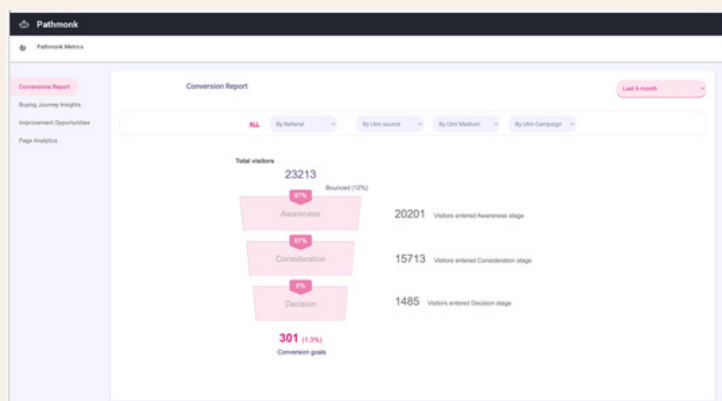 Pathmonk
Pathmonk Metrics
Conversions Report
Buying Journey Insights
Improvement Opportunities
Page Analytics
Conversion Report
Last 6 month
ALL By Referral By Utm source By Utm Medium By Utm Campaign
Total visitors
23213
Bounced (12%)
87%
Awareness
20201 Visitors entered Awareness stage
67%
Consideration
15713 Visitors entered Consideration stage
6%
Decision
1485 Visitors entered Decision stage
301 (1.3%)
Conversion goals